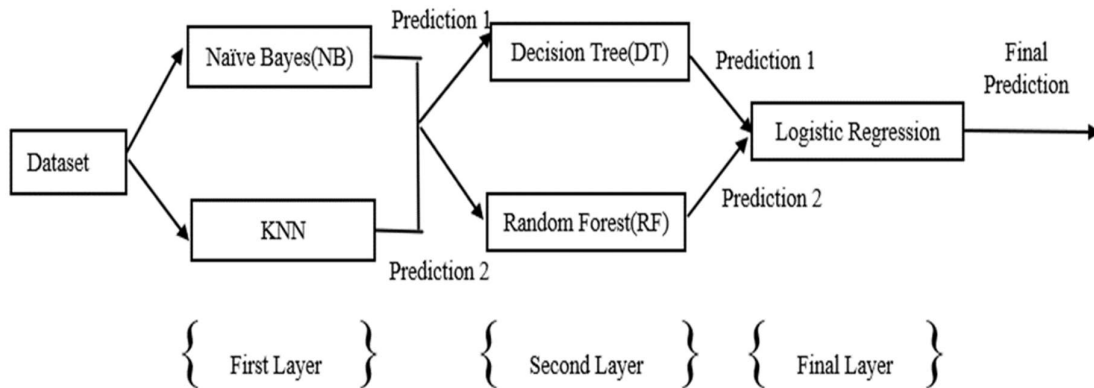 Prediction 1
Naïve Bayes(NB)
Decision Tree(DT)
Prediction 1
Final
Prediction
Dataset
Logistic Regression
KNN
Random Forest(RF)
Prediction 2
Prediction 2
First Layer
Second Layer
Final Layer